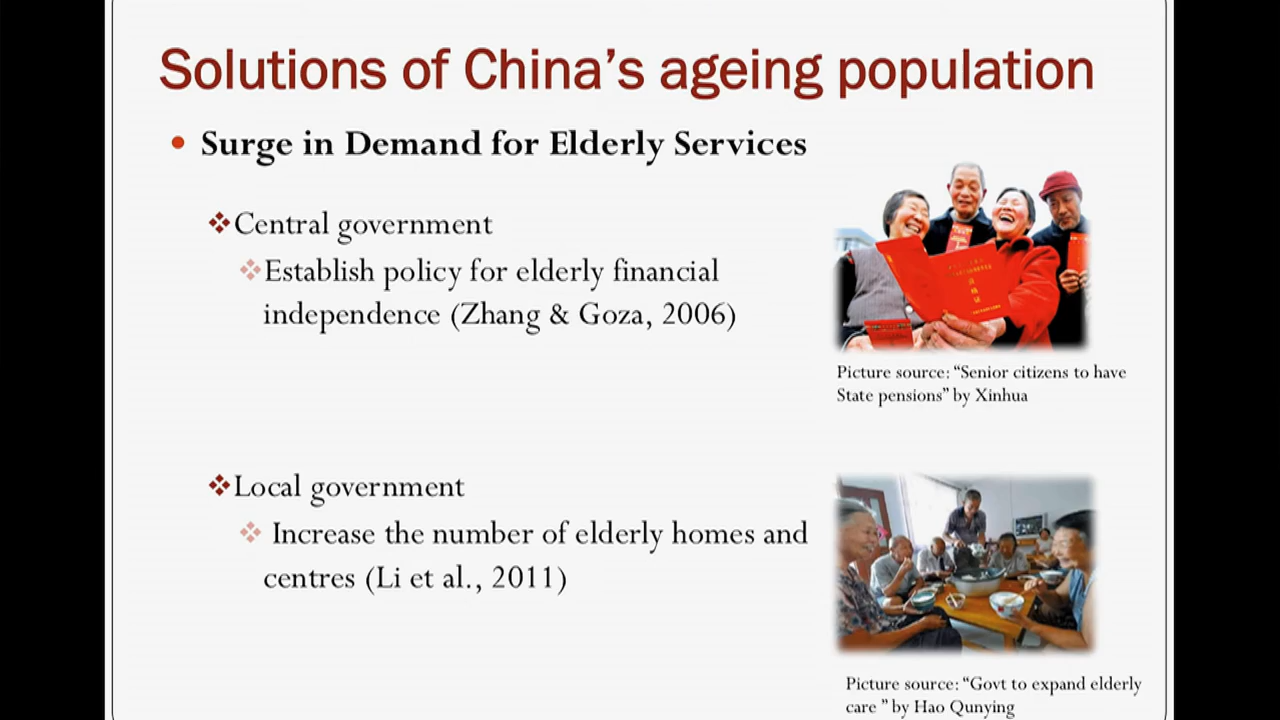 Solutions of China’s ageing population
Surge in Demand for Elderly Services
Central government
Establish policy for elderly financial
independence (Zhang & Goza, 2006)
Picture source: “Senior citizens to have
State pensions” by Xinhua
Local government
Increase the number of elderly homes and
centres (Li et al., 2011)
Picture source: “Govt to expand elderly
care ” by Hao Qunying